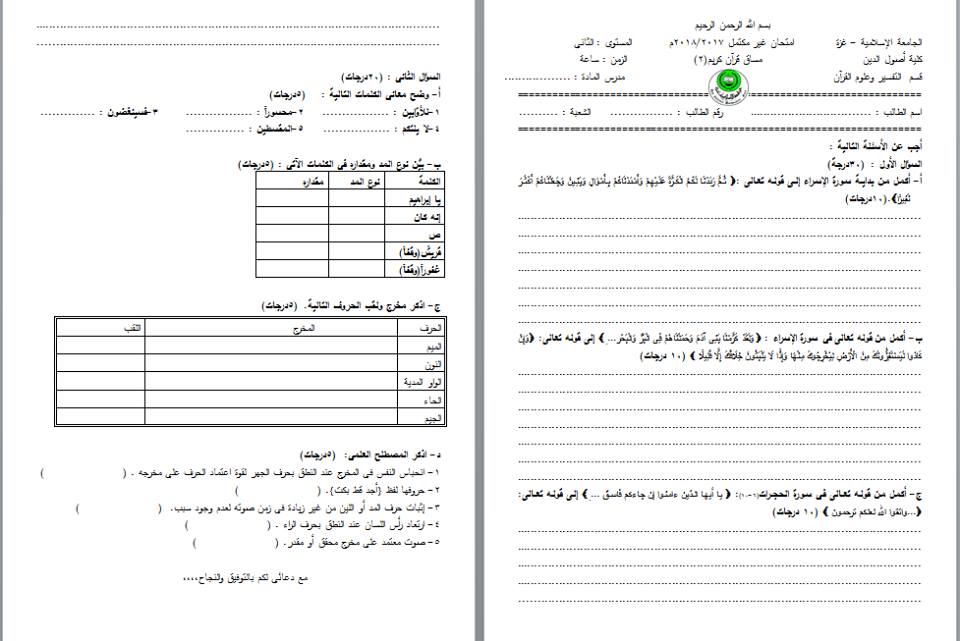 بسم الله الرحمن الرحيم
الجامعة الإسلامية - غزة امتحان غير مكتمل ٢٠١٨/٢٠١٧م المستوى : الثاني
كلية أصول الدين مساق قرآن كريم(٢) الزمن : ساعة
قسم التفسير وعلوم القرآن مدرس المادة : ....................
اسم الطالب : .............................. رقم الطالب : ...................... الشعبة : ...........
أجب عن الأسئلة التالية :
السؤال الأول : (٣٠درجة)
أ- أكمل من بداية سورة الإسراء إلى قوله تعالى :﴿ ثُمَّ رَدَدْنَا لَكُمُ الْكَرَّةَ عَلَيْهِمْ وَأَمْدَدْنَاكُمْ بِأَمْوَالٍ وَبَنِينَ وَجَعَلْنَاكُمْ أَكْثَرَ
نَفِيرًا﴾.(١٠درجات)
ب- أكمل من قوله تعالى في سورة الإسراء : ﴿وَلَقَدْ كَرَّمْنَا بَنِي آدَمَ وَحَمَلْنَاهُمْ فِي الْبَرِّ وَالْبَحْرِ...﴾ إلى قوله تعالى: ﴿وَإِنْ
كَادُوا لَيَسْتَفِزُّونَكَ مِنَ الْأَرْضِ لِيُخْرِجُوكَ مِنْهَا وَإِذًا لَا يَلْبَثُونَ خِلَافَكَ إِلَّا قَلِيلًا﴾ (١٠ درجات)
ج- أكمل من قوله تعالى في سورة الحجرات(٦-١٠): ﴿ يا أيها الذين ءامنوا إن جاءكم فاسق ...﴾ إلى قوله تعالى:
﴿...واتقوا الله لعلكم ترحمون ﴾ (١٠ درجات)
السؤال الثاني : (٢٠درجات)
أ- وضح معاني الكلمات التالية : (٥درجات)
١-للأوابين : ................ ٢-محسوراً : ................ ٣-فسينغضون : ..............
٤-لا يلتكم : ................ ٥-المقسطين : ...............
ب- بيّن نوع المد ومقداره في الكلمات الآتي : (٥درجات)
الكلمة نوع المد مقداره
يا إبراهيم
إنه كان
ص
قريش(وقفاً)
غفوراً(وقفاً)
ج- اذكر مخرج ولقب الحروف التالية. (٥درجات)
الحرف المخرج اللقب
الميم
النون
الواو المدية
الحاء
الجيم
د- اذكر المصطلح العلمي: (٥درجات)
١- انحباس النفس في المخرج عند النطق بحرف الجهر لقوة اعتماد الحرف على مخرجه . ( )
٢- حروفها لفظ {أجد قط بكت}. ( )
٣- إثبات حرف المد أو اللين من غير زيادة في زمن صوته لعدم وجود سبب. ( )
٤- ارتعاد رأس اللسان عند النطق بحرف الراء . ( )
٥- صوت معتمد على مخرج محقق أو مقدر. ( )
مع دعائي لكم بالتوفيق والنجاح،،،،